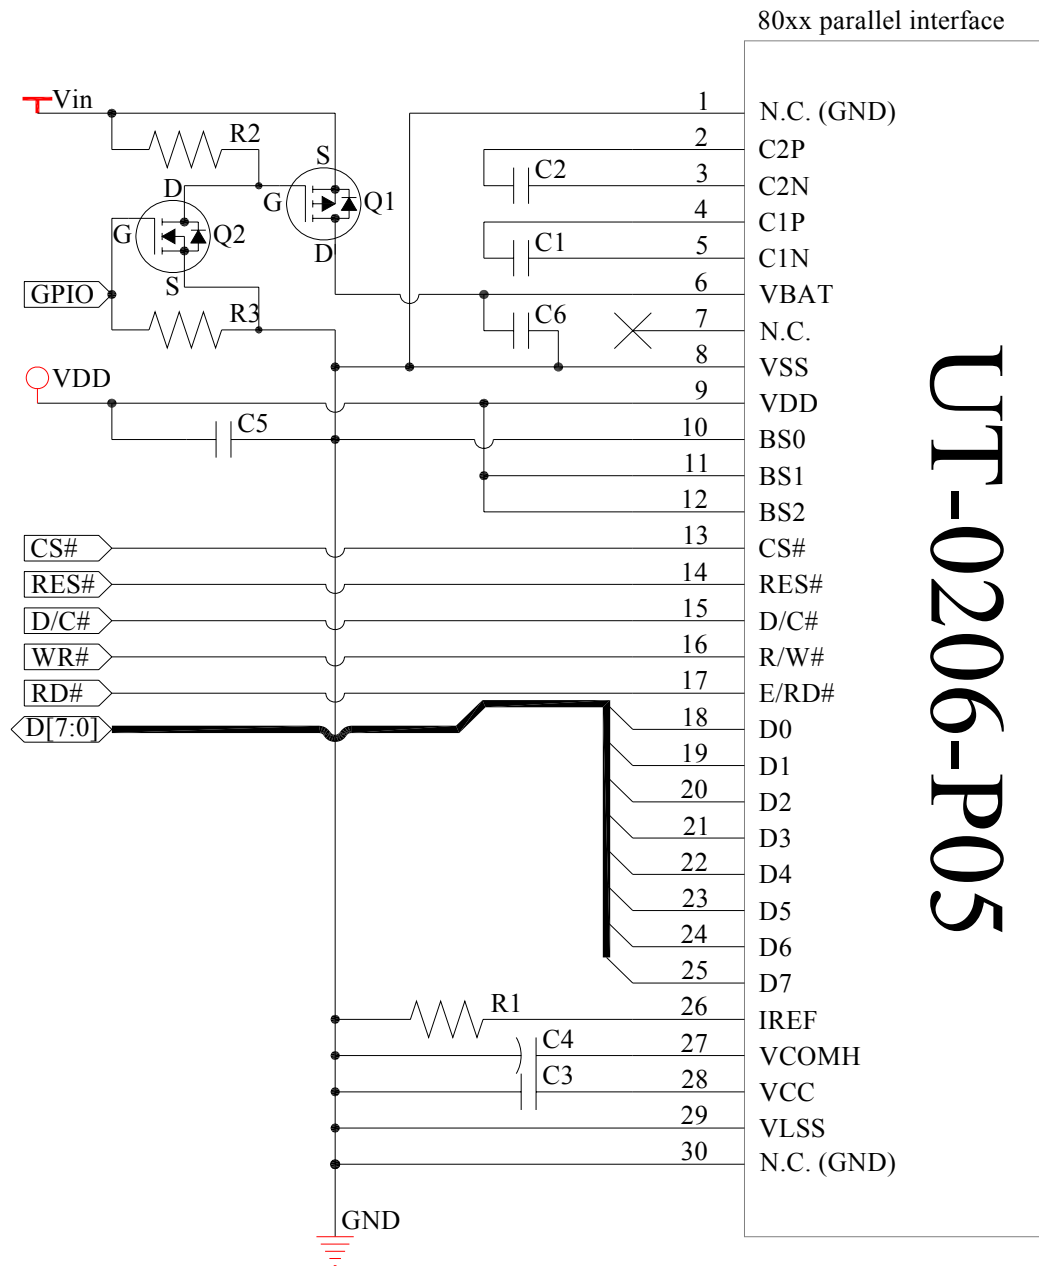 80xx parallel interface
Vin
R2
S
D
G
Q1
G
Q2
D
S
GPIO
R3
VDD
C5
CS#
RES#
D/C#
WR#
RD#
D[7:0]
C2
C1
C6
R1
C4
C3
GND
1 N.C. (GND)
2 C2P
3 C2N
4 C1P
5 C1N
6 VBAT
7 N.C.
8 VSS
9 VDD
10 BS0
11 BS1
12 BS2
13 CS#
14 RES#
15 D/C#
16 R/W#
17 E/RD#
18 D0
19 D1
20 D2
21 D3
22 D4
23 D5
24 D6
25 D7
26 IREF
27 VCOMH
28 VCC
29 VLSS
30 N.C. (GND)
UT-0206-P05